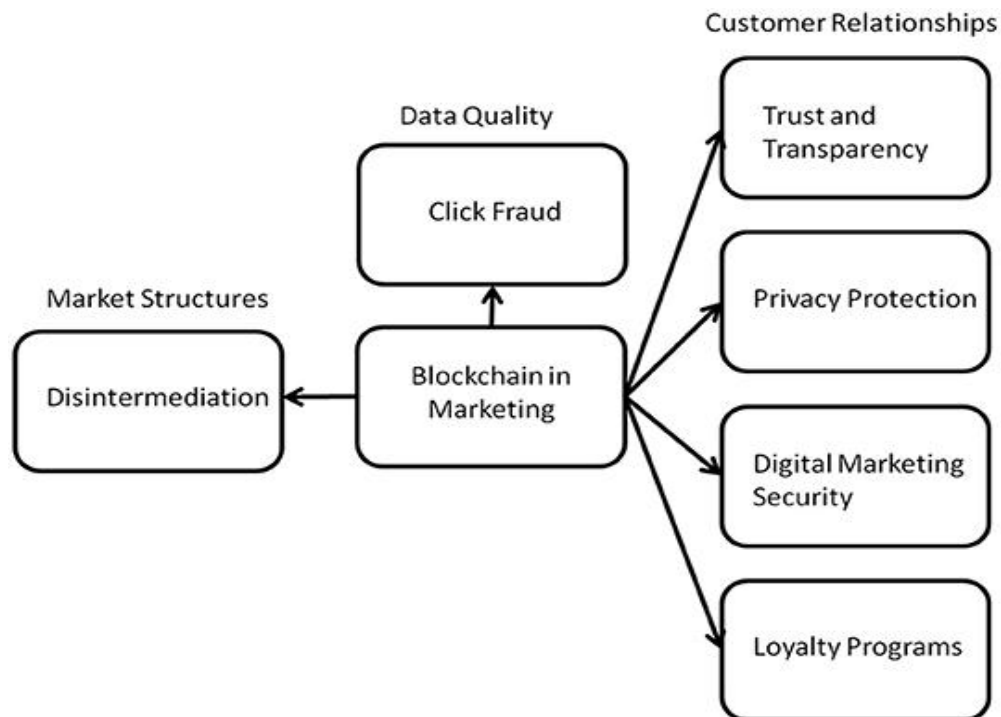 Customer Relationships
Trust and
Transparency
Data Quality
Click Fraud
Privacy Protection
Market Structures
Disintermediation
Blockchain in
Marketing
Digital Marketing
Security
Loyalty Programs